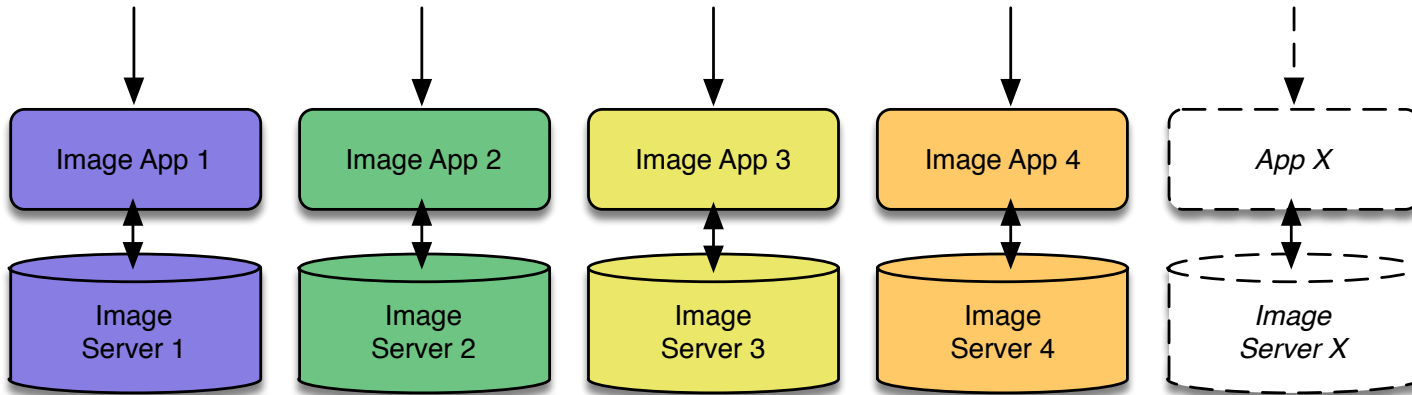 Image App 1
Image App 2
Image App 3
Image App 4
App X
Image
Server 1
Image
Server 2
Image
Server 3
Image
Server 4
Image
Server X